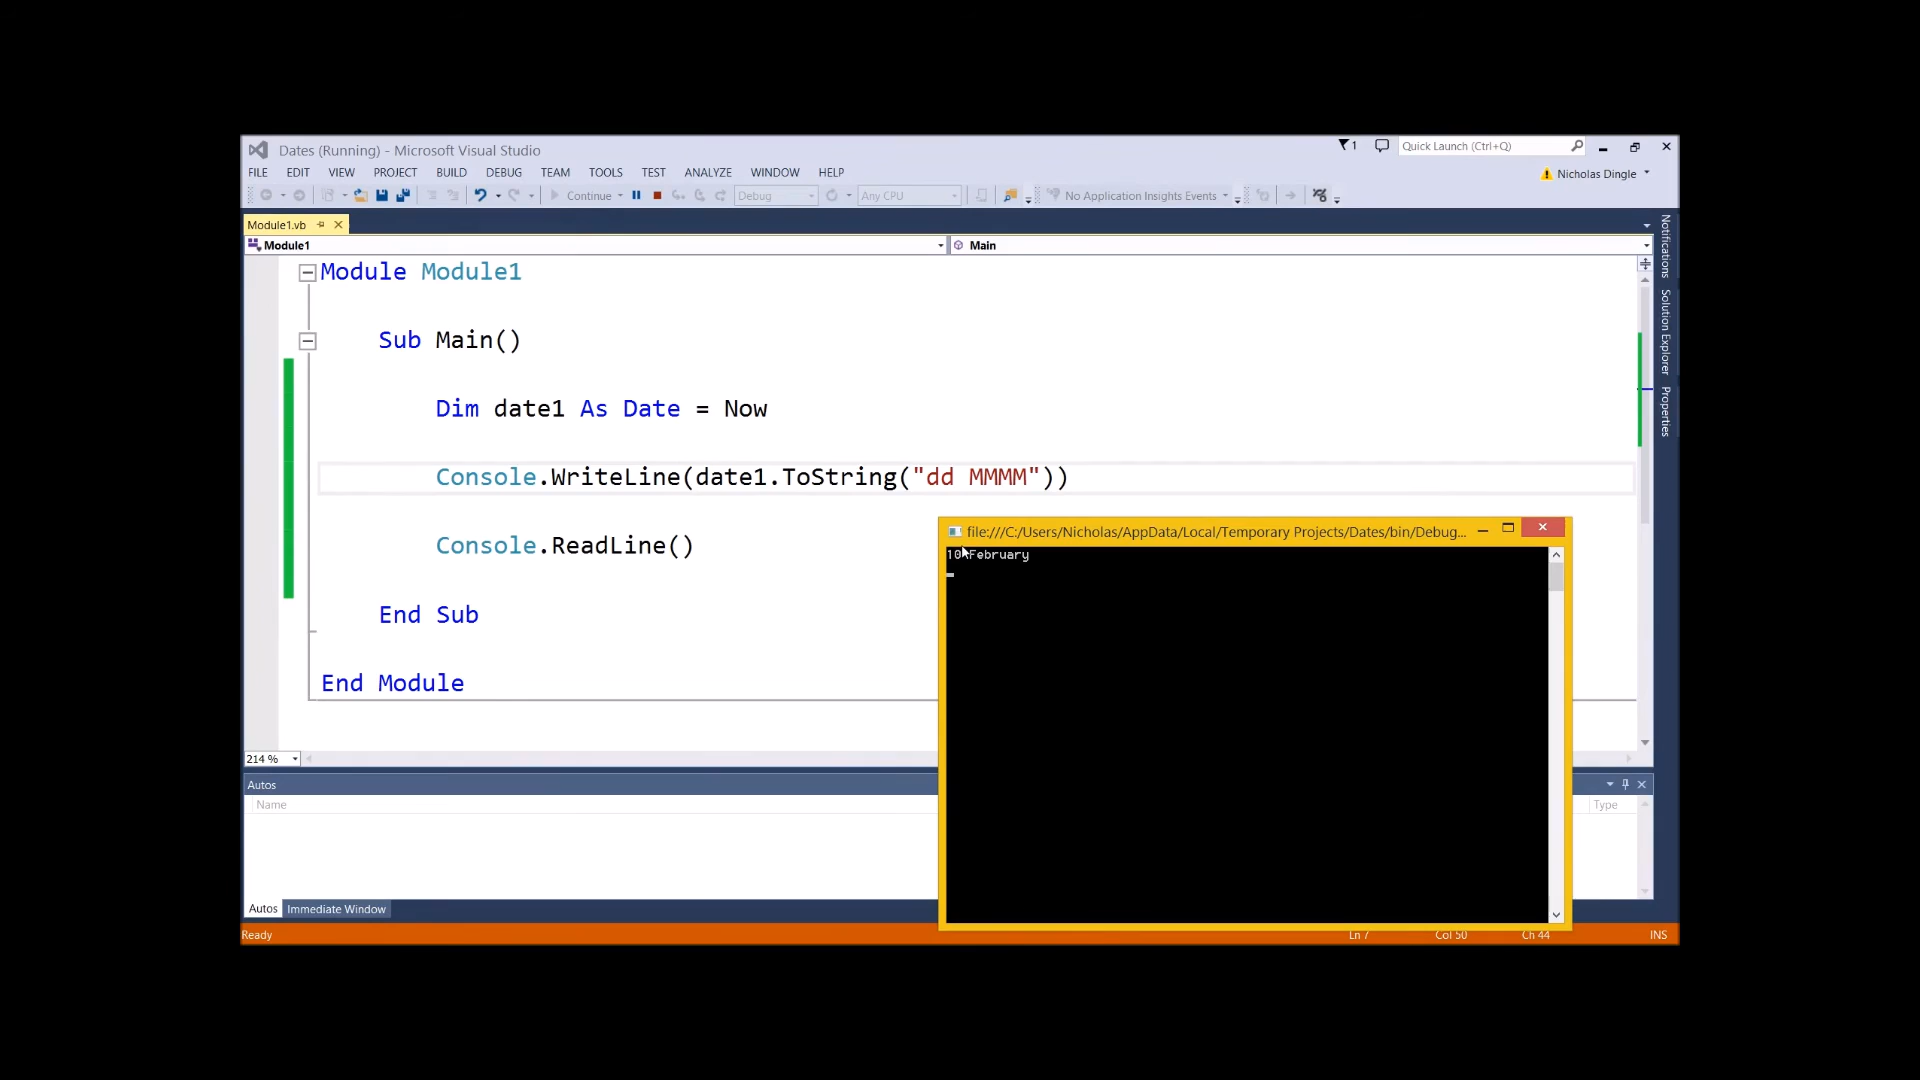 Dates (Running) - Microsoft Visual Studio
1
Quick Launch (Ctrl+Q)
FILE EDIT VIEW PROJECT BUILD DEBUG TEAM TOOLS TEST ANALYZE WINDOW HELP
Nicholas Dingle
Continue Debug Any CPU No Application Insights Events
Module1.vb
Module1 Main
Notifications
Solution Explorer
Properties
Module Module1
Sub Main()
Dim date1 As Date = Now
Console.WriteLine(date1.ToString("dd MMMM"))
Console.ReadLine()
End Sub
End Module
file:///C:/Users/Nicholas/AppData/Local/Temporary Projects/Dates/bin/Debug...
10 February
214 %
Autos
Name Type
Autos Immediate Window
Ready Ln 7 Col 50 Ch 44 INS